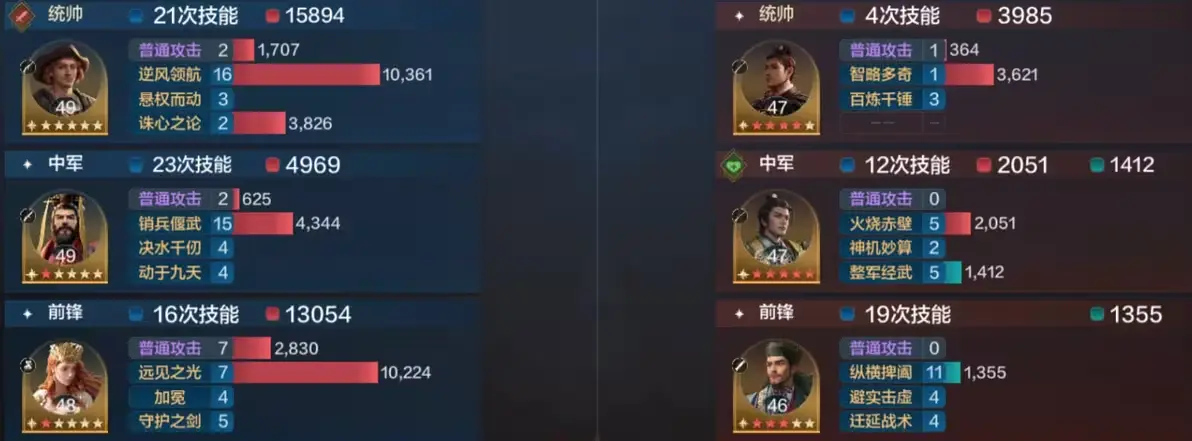 统帅 21次技能 15894
普通攻击 2 1,707
逆风领航 16 10,361
悬权而动 3
诛心之论 2 3,826
49
中军 23次技能 4969
普通攻击 2 625
销兵偃武 15 4,344
决水千仞 4
动于九天 4
49
前锋 16次技能 13054
普通攻击 7 2,830
远见之光 7 10,224
加冕 4
守护之剑 5
48
统帅 4次技能 3985
普通攻击 1 364
智略多奇 1 3,621
百炼千锤 3
-- --
47
中军 12次技能 2051 1412
普通攻击 0
火烧赤壁 5 2,051
神机妙算 2
整军经武 5 1,412
47
前锋 19次技能 1355
普通攻击 0
纵横捭阖 11 1,355
避实击虚 4
迂延战术 4
46